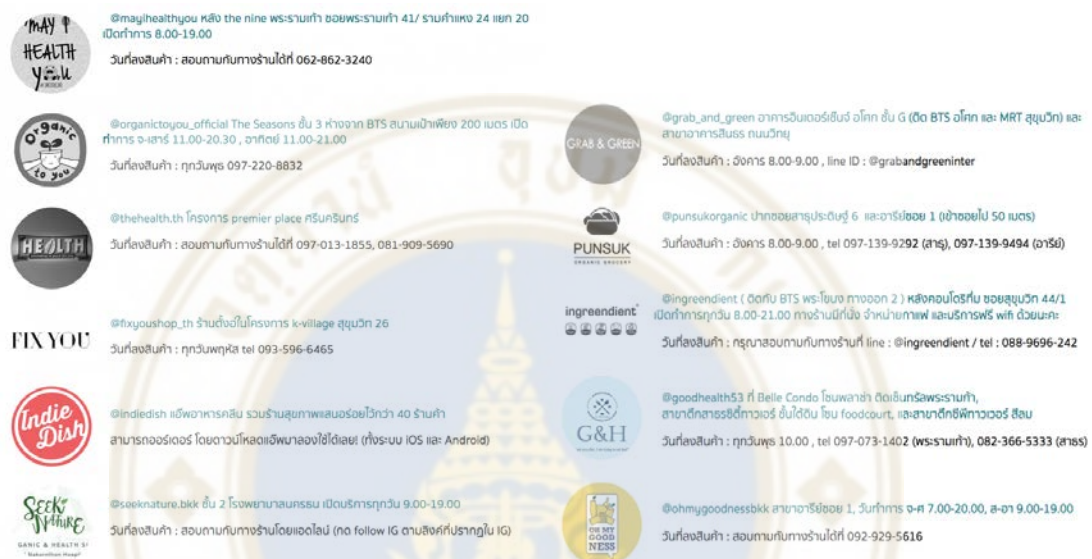 MAY
HEALTH
YOU
@mayihealthyou หลัง the nine พระรามเก้า ซอยพระรามเก้า 41/ รามคำแหง 24 แยก 20
เปิดทำการ 8.00-19.00
วันที่ลงสินค้า : สอบถามกับทางร้านได้ที่ 062-862-3240
Organic
to you
@organictoyou_official The Seasons ชั้น 3 ห่างจาก BTS สนามเป้าเพียง 200 เมตร เปิด
ทำการ จ-เสาร์ 11.00-20.30 , อาทิตย์ 11.00-21.00
วันที่ลงสินค้า : ทุกวันพุธ 097-220-8832
HEALTH
@thehealth.th โครงการ premier place ศรีนครินทร์
วันที่ลงสินค้า : สอบถามกับทางร้านได้ที่ 097-013-1855, 081-909-5690
FIX YOU
@fixyoushop_th ร้านตั้งอยู่ในโครงการ k-village สุขุมวิท 26
วันที่ลงสินค้า : ทุกวันพฤหัส tel 093-596-6465
Indie
Dish
@indiedish แอ๊พอาหารคลีน รวมร้านสุขภาพแสนอร่อยไว้กว่า 40 ร้านค้า
สามารถออร์เดอร์ โดยดาวน์โหลดแอ๊พมาลองใช้ได้เลย! (ทั้งระบบ IOS และ Android)
SEEK
NATURE
GANIC & HEALTH S
@seeknature.bkk ชั้น 2 โรงพยาบาลนครธน เปิดบริการทุกวัน 9.00-19.00
วันที่ลงสินค้า : สอบถามกับทางร้านโดยแอดไลน์ (กด follow IG ตามลิงค์ที่ปรากฏใน IG)
GRAB & GREEN
@grab_and_green อาคารอินเตอร์เช้นจ์ อโศก ชั้น G (ติด BTS อโศก และ MRT สุขุมวิท) และ
สาขาอาคารสินธร ถนนวิทยุ
วันที่ลงสินค้า : อังคาร 8.00-9.00 , line ID : @grabandgreeninter
PUNSUK
ORGANIC GROCERY
@punsukorganic ปากซอยสาธุประดิษฐ์ 6 และอารีย์ซอย 1 (เข้าซอยไป 50 เมตร)
วันที่ลงสินค้า : อังคาร 8.00-9.00 , tel 097-139-9292 (สาธุ), 097-139-9494 (อารีย์)
ingreendient
@ingreendient ( ติดกับ BTS พระโขนง ทางออก 2 ) หลังคอนโดริทึ่ม ซอยสุขุมวิท 44/1
เปิดทำการทุกวัน 8.00-21.00 ทางร้านมีที่นั่ง จำหน่ายกาแฟ และบริการฟรี wifi ด้วยนะคะ
วันที่ลงสินค้า : กรุณาสอบถามกับทางร้านที่ line : @ingreendient / tel : 088-9696-242
G&H
@goodhealth53 ที่ Belle Condo โซนพลาซ่า ติดเซ็นทรัลพระรามเก้า,
สาขาตึกสาธรซิตี้ทาวเวอร์ ชั้นใต้ดิน โซน foodcourt, และสาขาตึกซีพีทาวเวอร์ สีลม
วันที่ลงสินค้า : ทุกวันพุธ 10.00 , tel 097-073-1402 (พระรามเก้า), 082-366-5333 (สาธร)
OH MY
GOOD
NESS
@ohmygoodnessbkk สาขาอารีย์ซอย 1, วันทำการ จ-ศ 7.00-20.00, ส-อา 9.00-19.00
วันที่ลงสินค้า : สอบถามกับทางร้านได้ที่ 092-929-5616